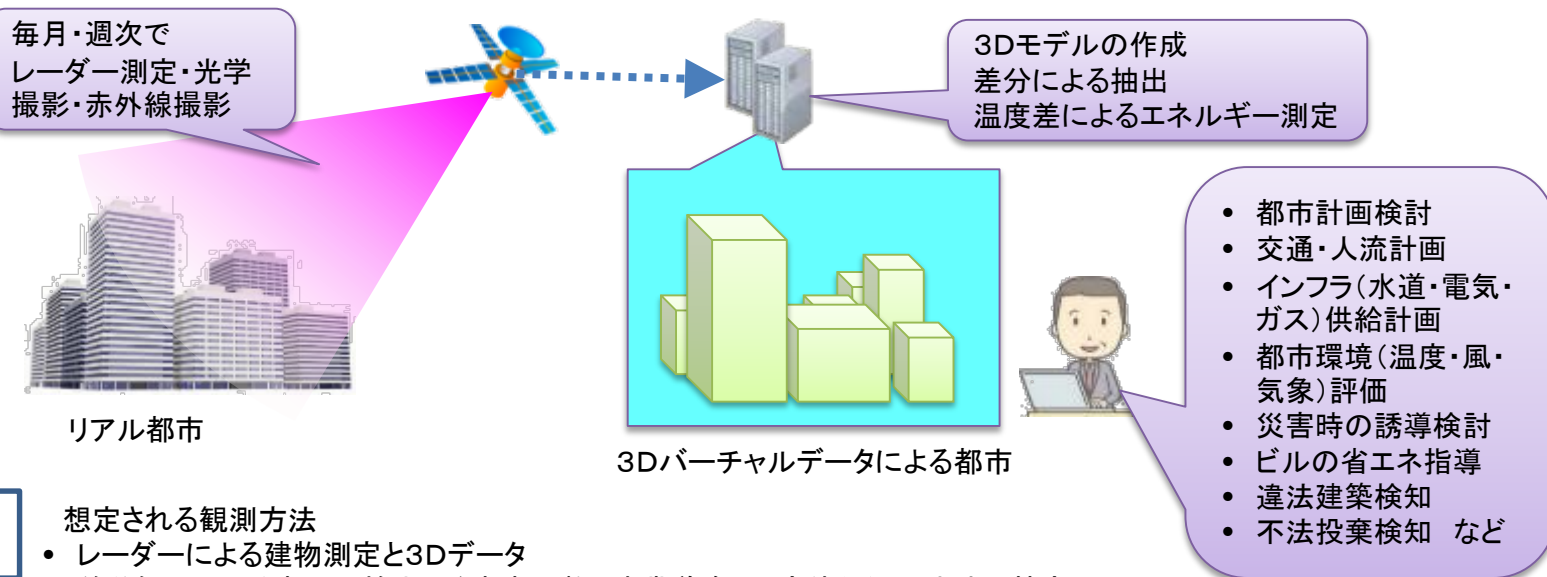 毎月・週次で
レーダー測定・光学
撮影・赤外線撮影
3Dモデルの作成
差分による抽出
温度差によるエネルギー測定
• 都市計画検討
• 交通・人流計画
• インフラ(水道・電気・
ガス)供給計画
• 都市環境(温度・風・
気象)評価
• 災害時の誘導検討
• ビルの省エネ指導
• 違法建築検知
• 不法投棄検知 など
リアル都市
3Dバーチャルデータによる都市
想定される観測方法
• レーダーによる建物測定と3Dデータ